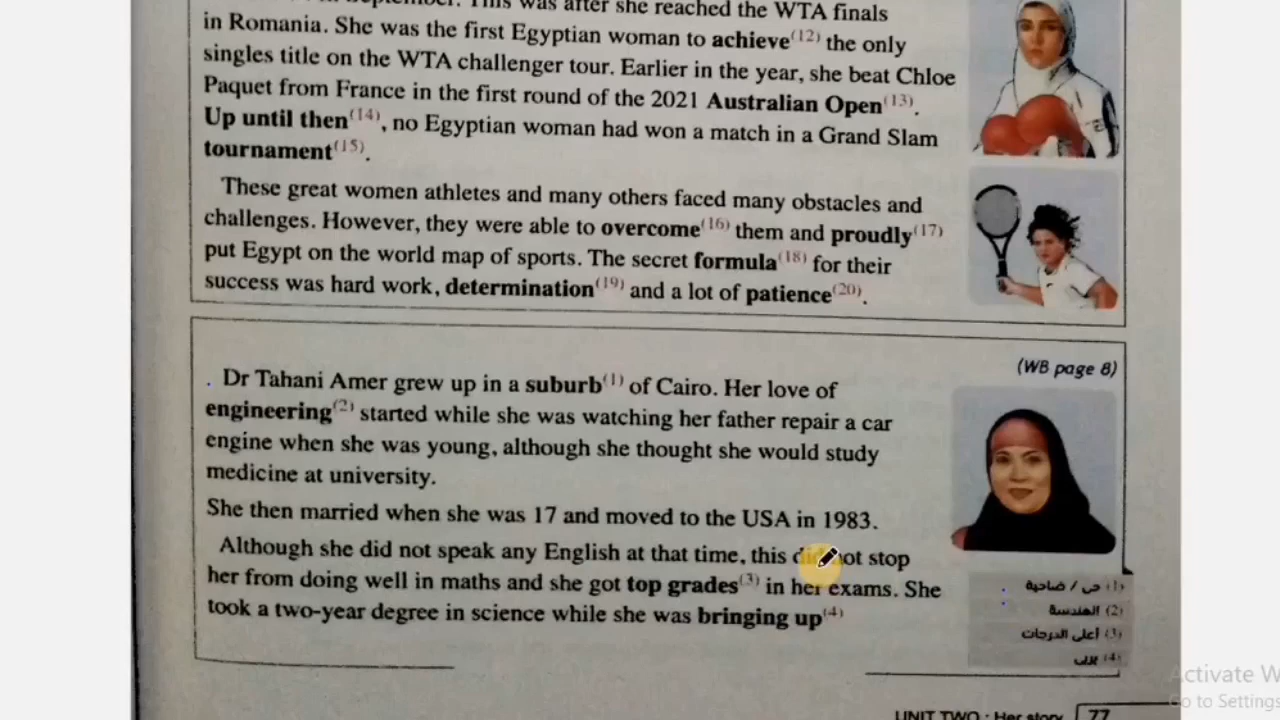 This was after she reached the WTA finals
in Romania. She was the first Egyptian woman to achieve(12) the only
singles title on the WTA challenger tour. Earlier in the year, she beat Chloe
Paquet from France in the first round of the 2021 Australian Open(13).
Up until then(14), no Egyptian woman had won a match in a Grand Slam
tournament(15).
These great women athletes and many others faced many obstacles and
challenges. However, they were able to overcome(16) them and proudly(17)
put Egypt on the world map of sports. The secret formula(18) for their
success was hard work, determination(19) and a lot of patience(20).
(WB page 8)
Dr Tahani Amer grew up in a suburb(1) of Cairo. Her love of
engineering(2) started while she was watching her father repair a car
engine when she was young, although she thought she would study
medicine at university.
She then married when she was 17 and moved to the USA in 1983.
Although she did not speak any English at that time, this did not stop
her from doing well in maths and she got top grades(3) in her exams. She
took a two-year degree in science while she was bringing up(4)
(1) حى / ضاحية
(2) الهندسة
(3) أعلى الدرجات
(4) يربى
UNIT TWO : Her story 77
Activate W
Go to Settings